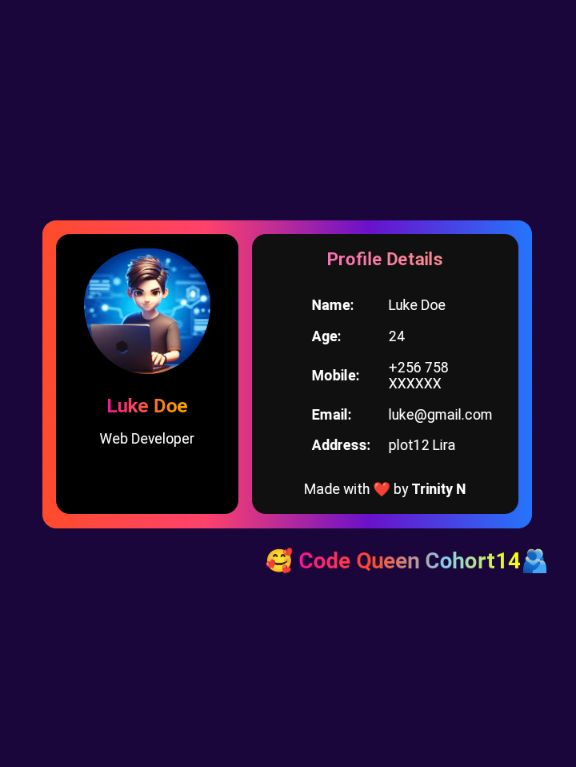 Luke Doe
Web Developer
Profile Details
Name: Luke Doe
Age: 24
Mobile: +256 758
XXXXXX
Email: luke@gmail.com
Address: plot12 Lira
Made with ❤️ by Trinity N
🥰 Code Queen Cohort14🫂